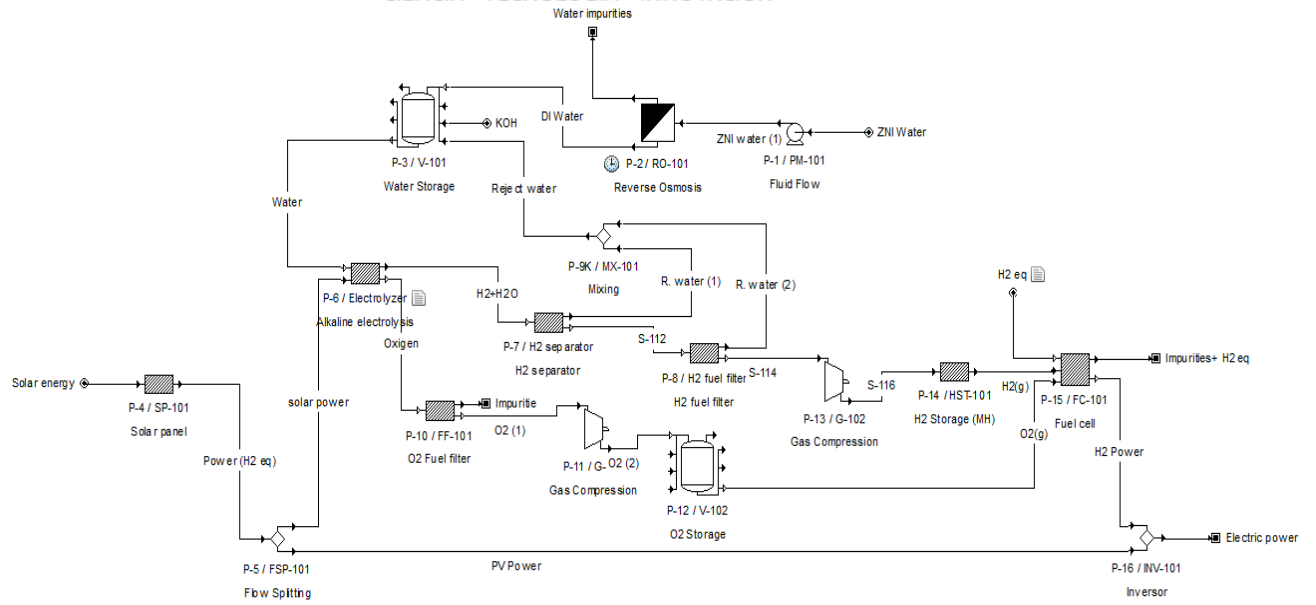 Water impurities
KOH
DI Water
ZNI water (1)
ZNI Water
P-3 / V-101
Water Storage
P-2 / RO-101
Reverse Osmosis
P-1 / PM-101
Fluid Flow
Water
Reject water
P-9K / MX-101
Mixing
R. water (1)
R. water (2)
H2 eq
P-6 / Electrolyzer
Alkaline electrolysis
H2+H2O
Oxigen
P-7 / H2 separator
H2 separator
S-112
P-8 / H2 fuel filter
H2 fuel filter
S-114
P-13 / G-102
Gas Compression
S-116
P-14 / HST-101
H2 Storage (MH)
H2(g)
P-15 / FC-101
Fuel cell
Impurities+ H2 eq
Solar energy
P-4 / SP-101
Solar panel
solar power
Impuritie
P-10 / FF-101
O2 Fuel filter
O2 (1)
P-11 / G-
Gas Compression
O2 (2)
P-12 / V-102
O2 Storage
O2(g)
H2 Power
Power (H2 eq)
P-5 / FSP-101
Flow Splitting
PV Power
P-16 / INV-101
Inversor
Electric power